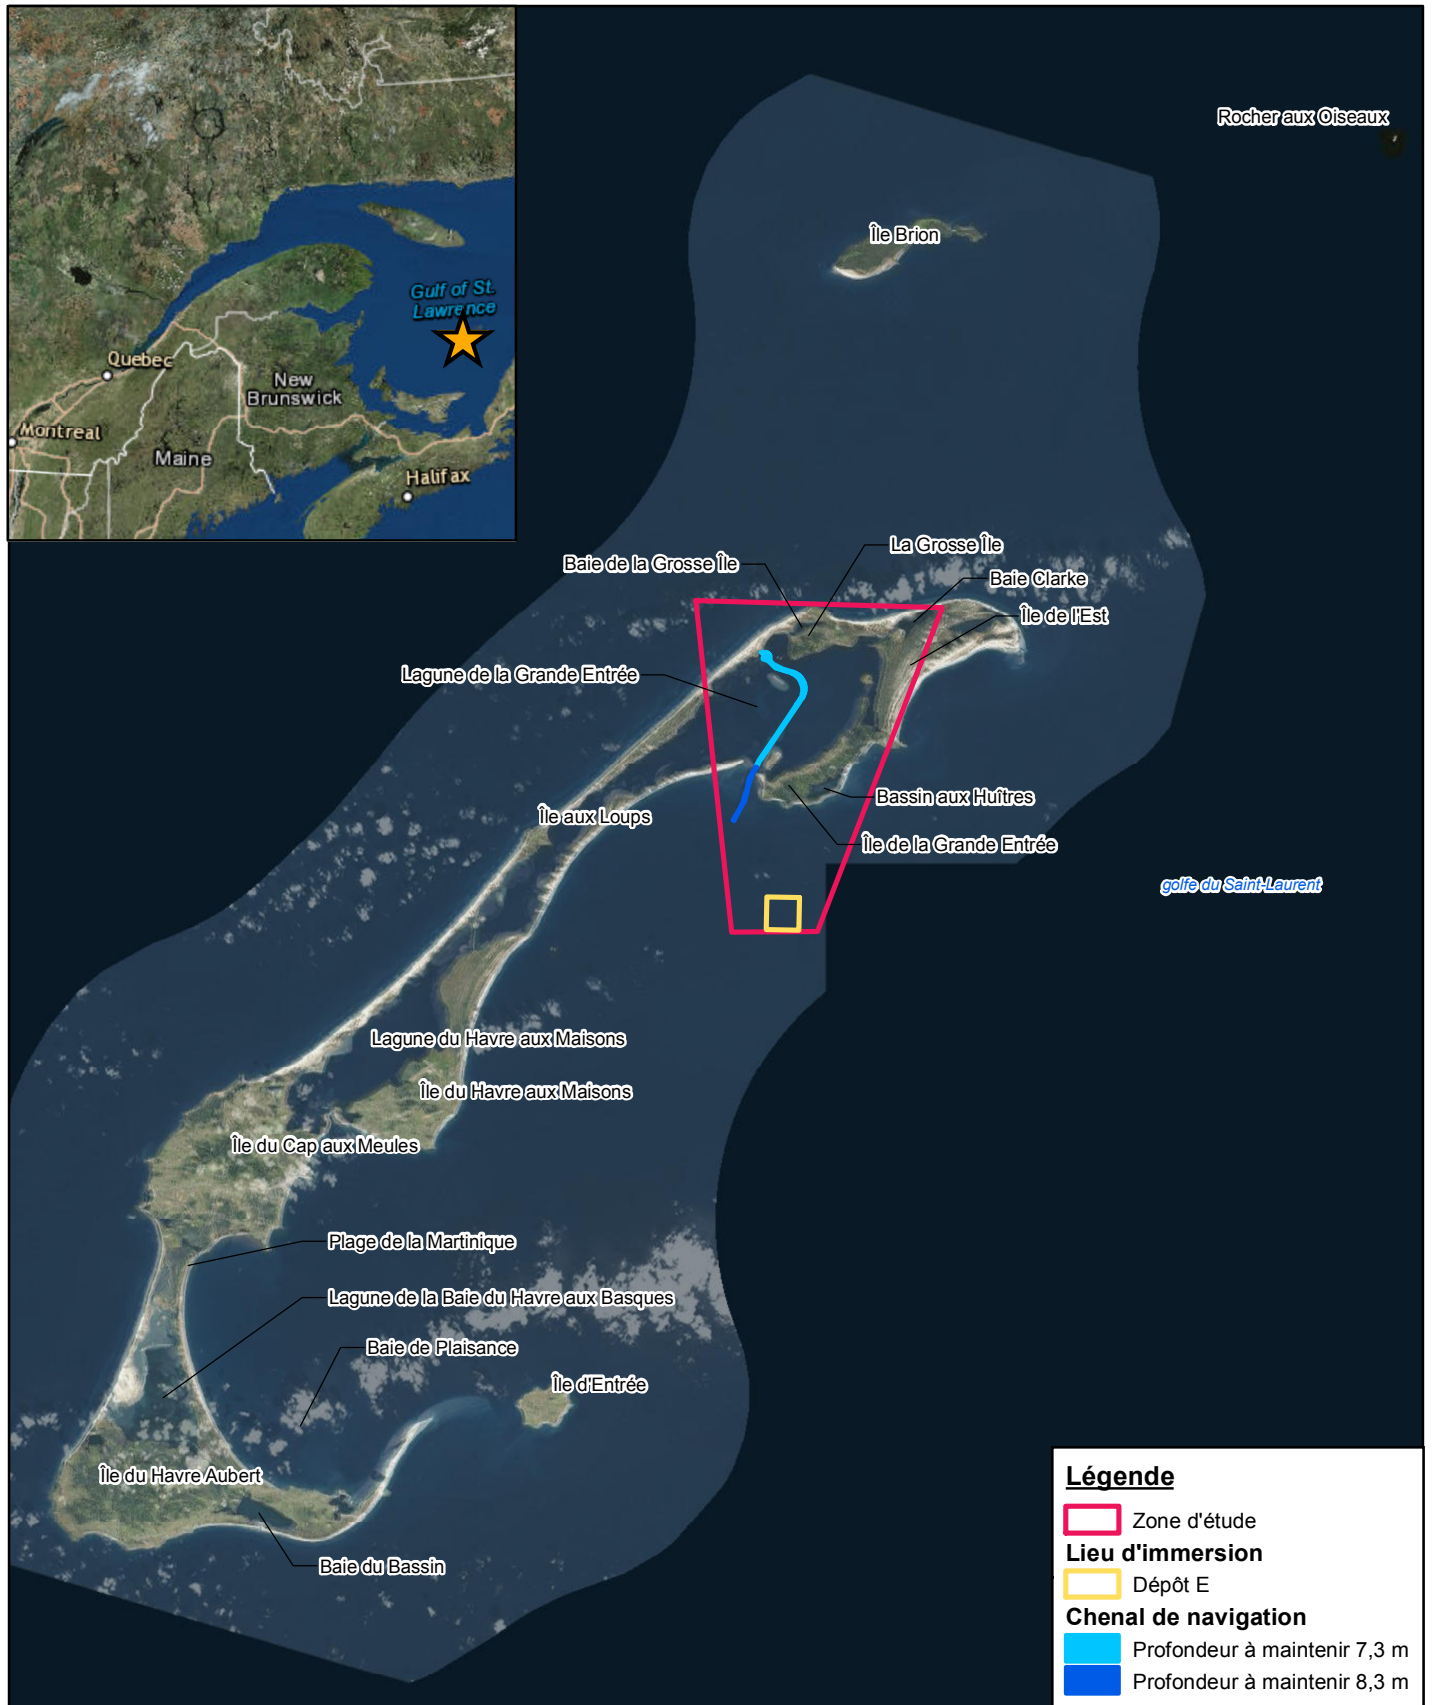 Gulf of St.
Lawrence
Quebec
New
Brunswick
Montreal
Maine
Halifax
Rocher aux Oiseaux
Île Brion
La Grosse Île
Baie de la Grosse Île
Baie Clarke
Île de l'Est
Lagune de la Grande Entrée
Bassin aux Huîtres
Île aux Loups
Île de la Grande Entrée
golfe du Saint-Laurent
Lagune du Havre aux Maisons
Île du Havre aux Maisons
Île du Cap aux Meules
Plage de la Martinique
Lagune de la Baie du Havre aux Basques
Baie de Plaisance
Île d'Entrée
Île du Havre Aubert
Baie du Bassin
Légende
Zone d'étude
Lieu d'immersion
Dépôt E
Chenal de navigation
Profondeur à maintenir 7,3 m
Profondeur à maintenir 8,3 m